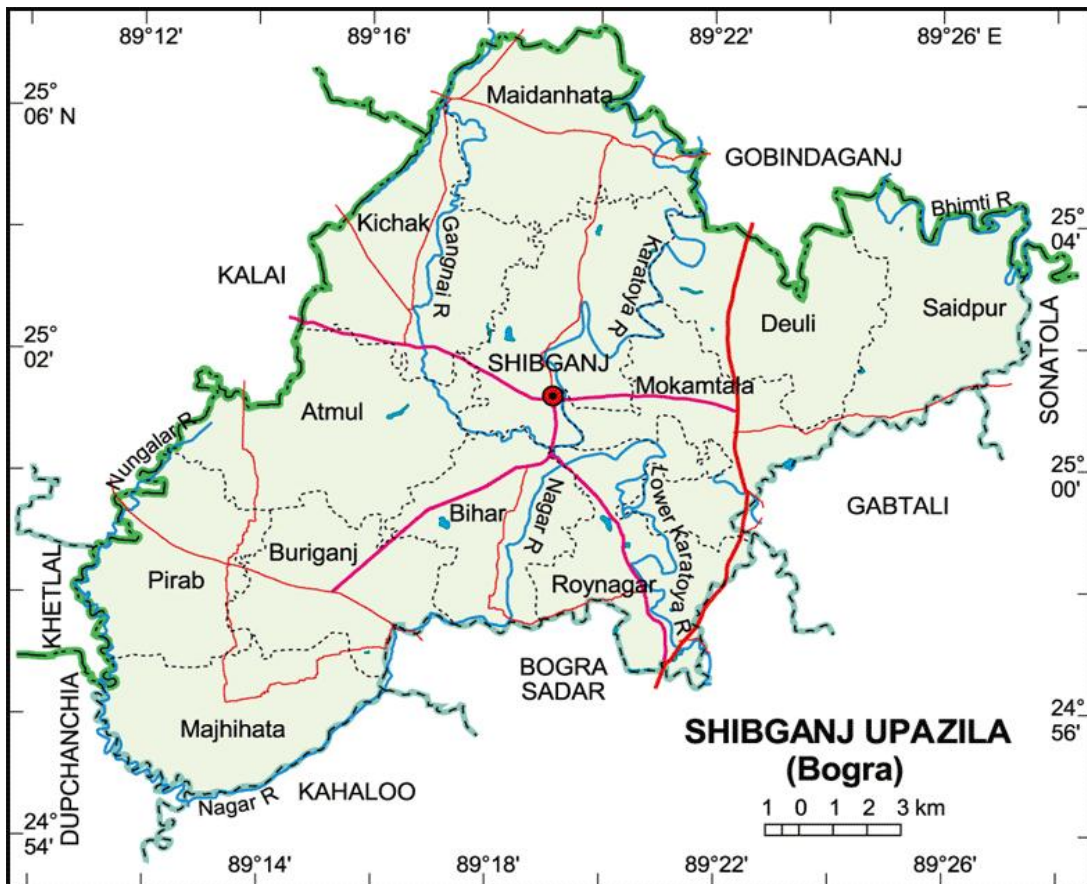 89°12' 89°16' 89°22' 89°26' E
25°
06' N
Maidanhata
GOBINDAGANJ
Bhimti R
25°
04'
Kichak
Gangnai R
Karatoya R
KALAI
Saidpur
Deuli
25°
02'
SHIBGANJ
Mokamtala
SONATOLA
Atmul
Nungalar R
25°
00'
Lower Karatoya R
GABTALI
Nagar R
Bihar
Buriganj
Pirab
Roynagar
KHETLAL
BOGRA
SADAR
24°
56'
SHIBGANJ UPAZILA
(Bogra)
Majhihata
DUPCHANCHIA
KAHALOO
Nagar R
1 0 1 2 3 km
24°
54'
89°14' 89°18' 89°22' 89°26'